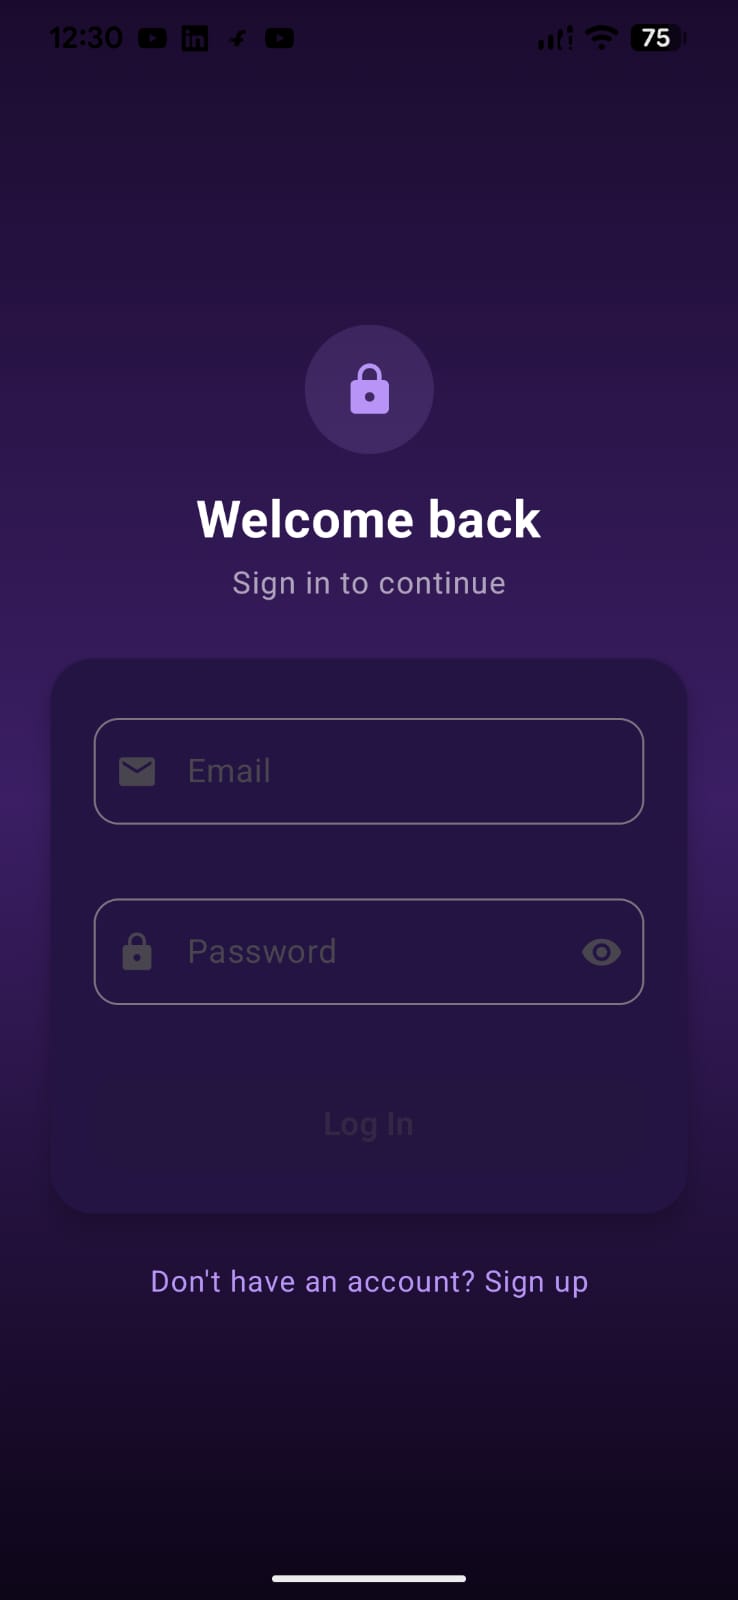 12:30 in 75
Welcome back
Sign in to continue
Email
Password
Log In
Don't have an account? Sign up